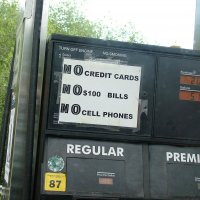 TURN OFF ENGINE NO SMOKING
NO CREDIT CARDS
NO $100 BILLS
NO CELL PHONES
REGULAR
PREMI
87